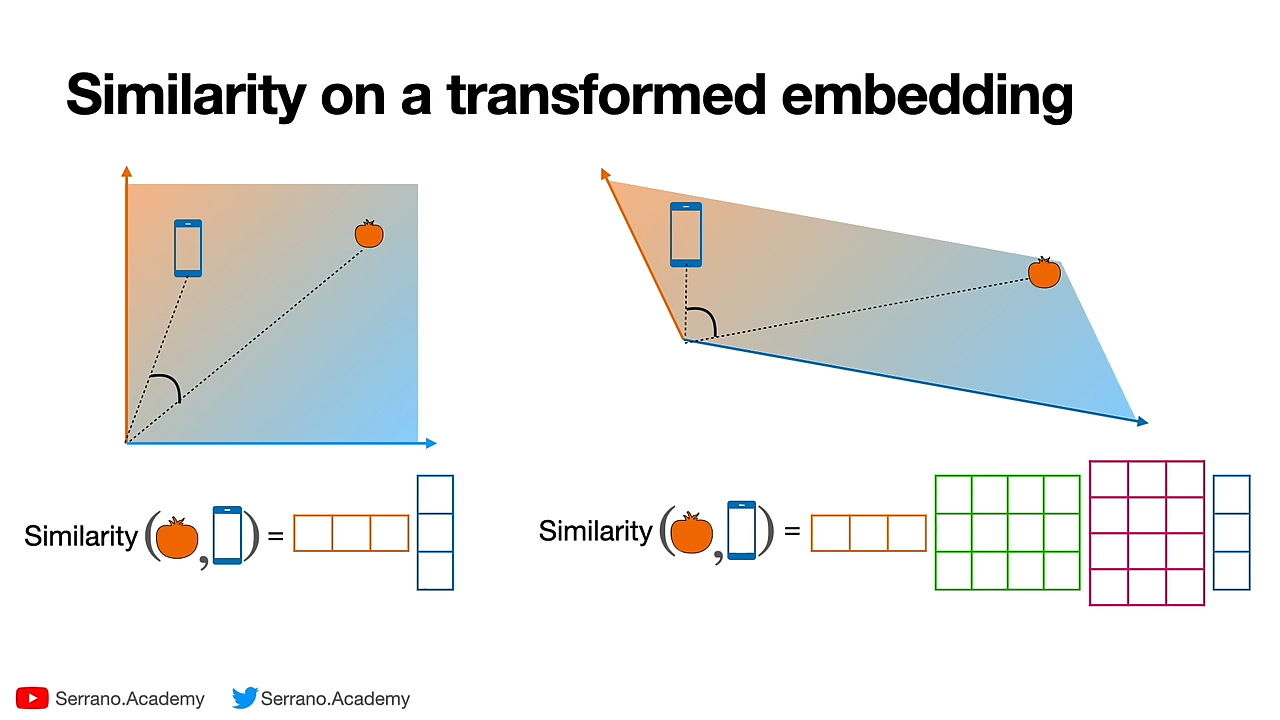 Similarity on a transformed embedding
Similarity ( , ) =
Similarity ( , ) =
Serrano.Academy
Serrano.Academy